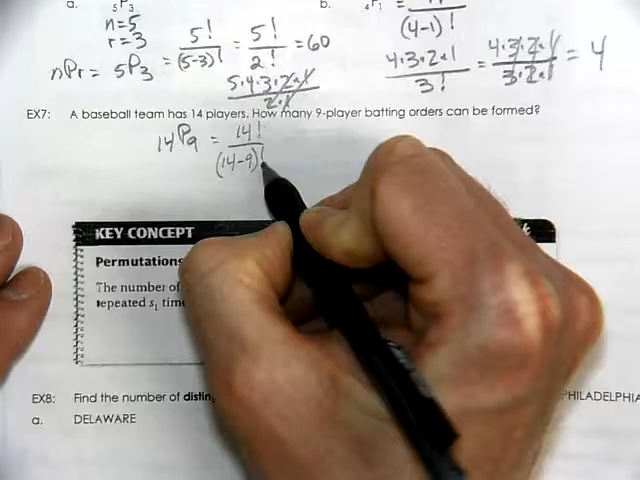 a. 5P3 b. 4P1 =
n=5
r=3
nPr = 5P3 = 5!/(5-3)! = 5!/2! = 60
5·4·3·2·1/2·1
(4-1)!
4·3·2·1/3! = 4·3·2·1/3·2·1 = 4
EX7: A baseball team has 14 players. How many 9-player batting orders can be formed?
14P9 = 14!/(14-9)!
KEY CONCEPT
Permutations
The number of
repeated s₁ time
EX8: Find the number of distin PHILADELPHIA
a. DELAWARE